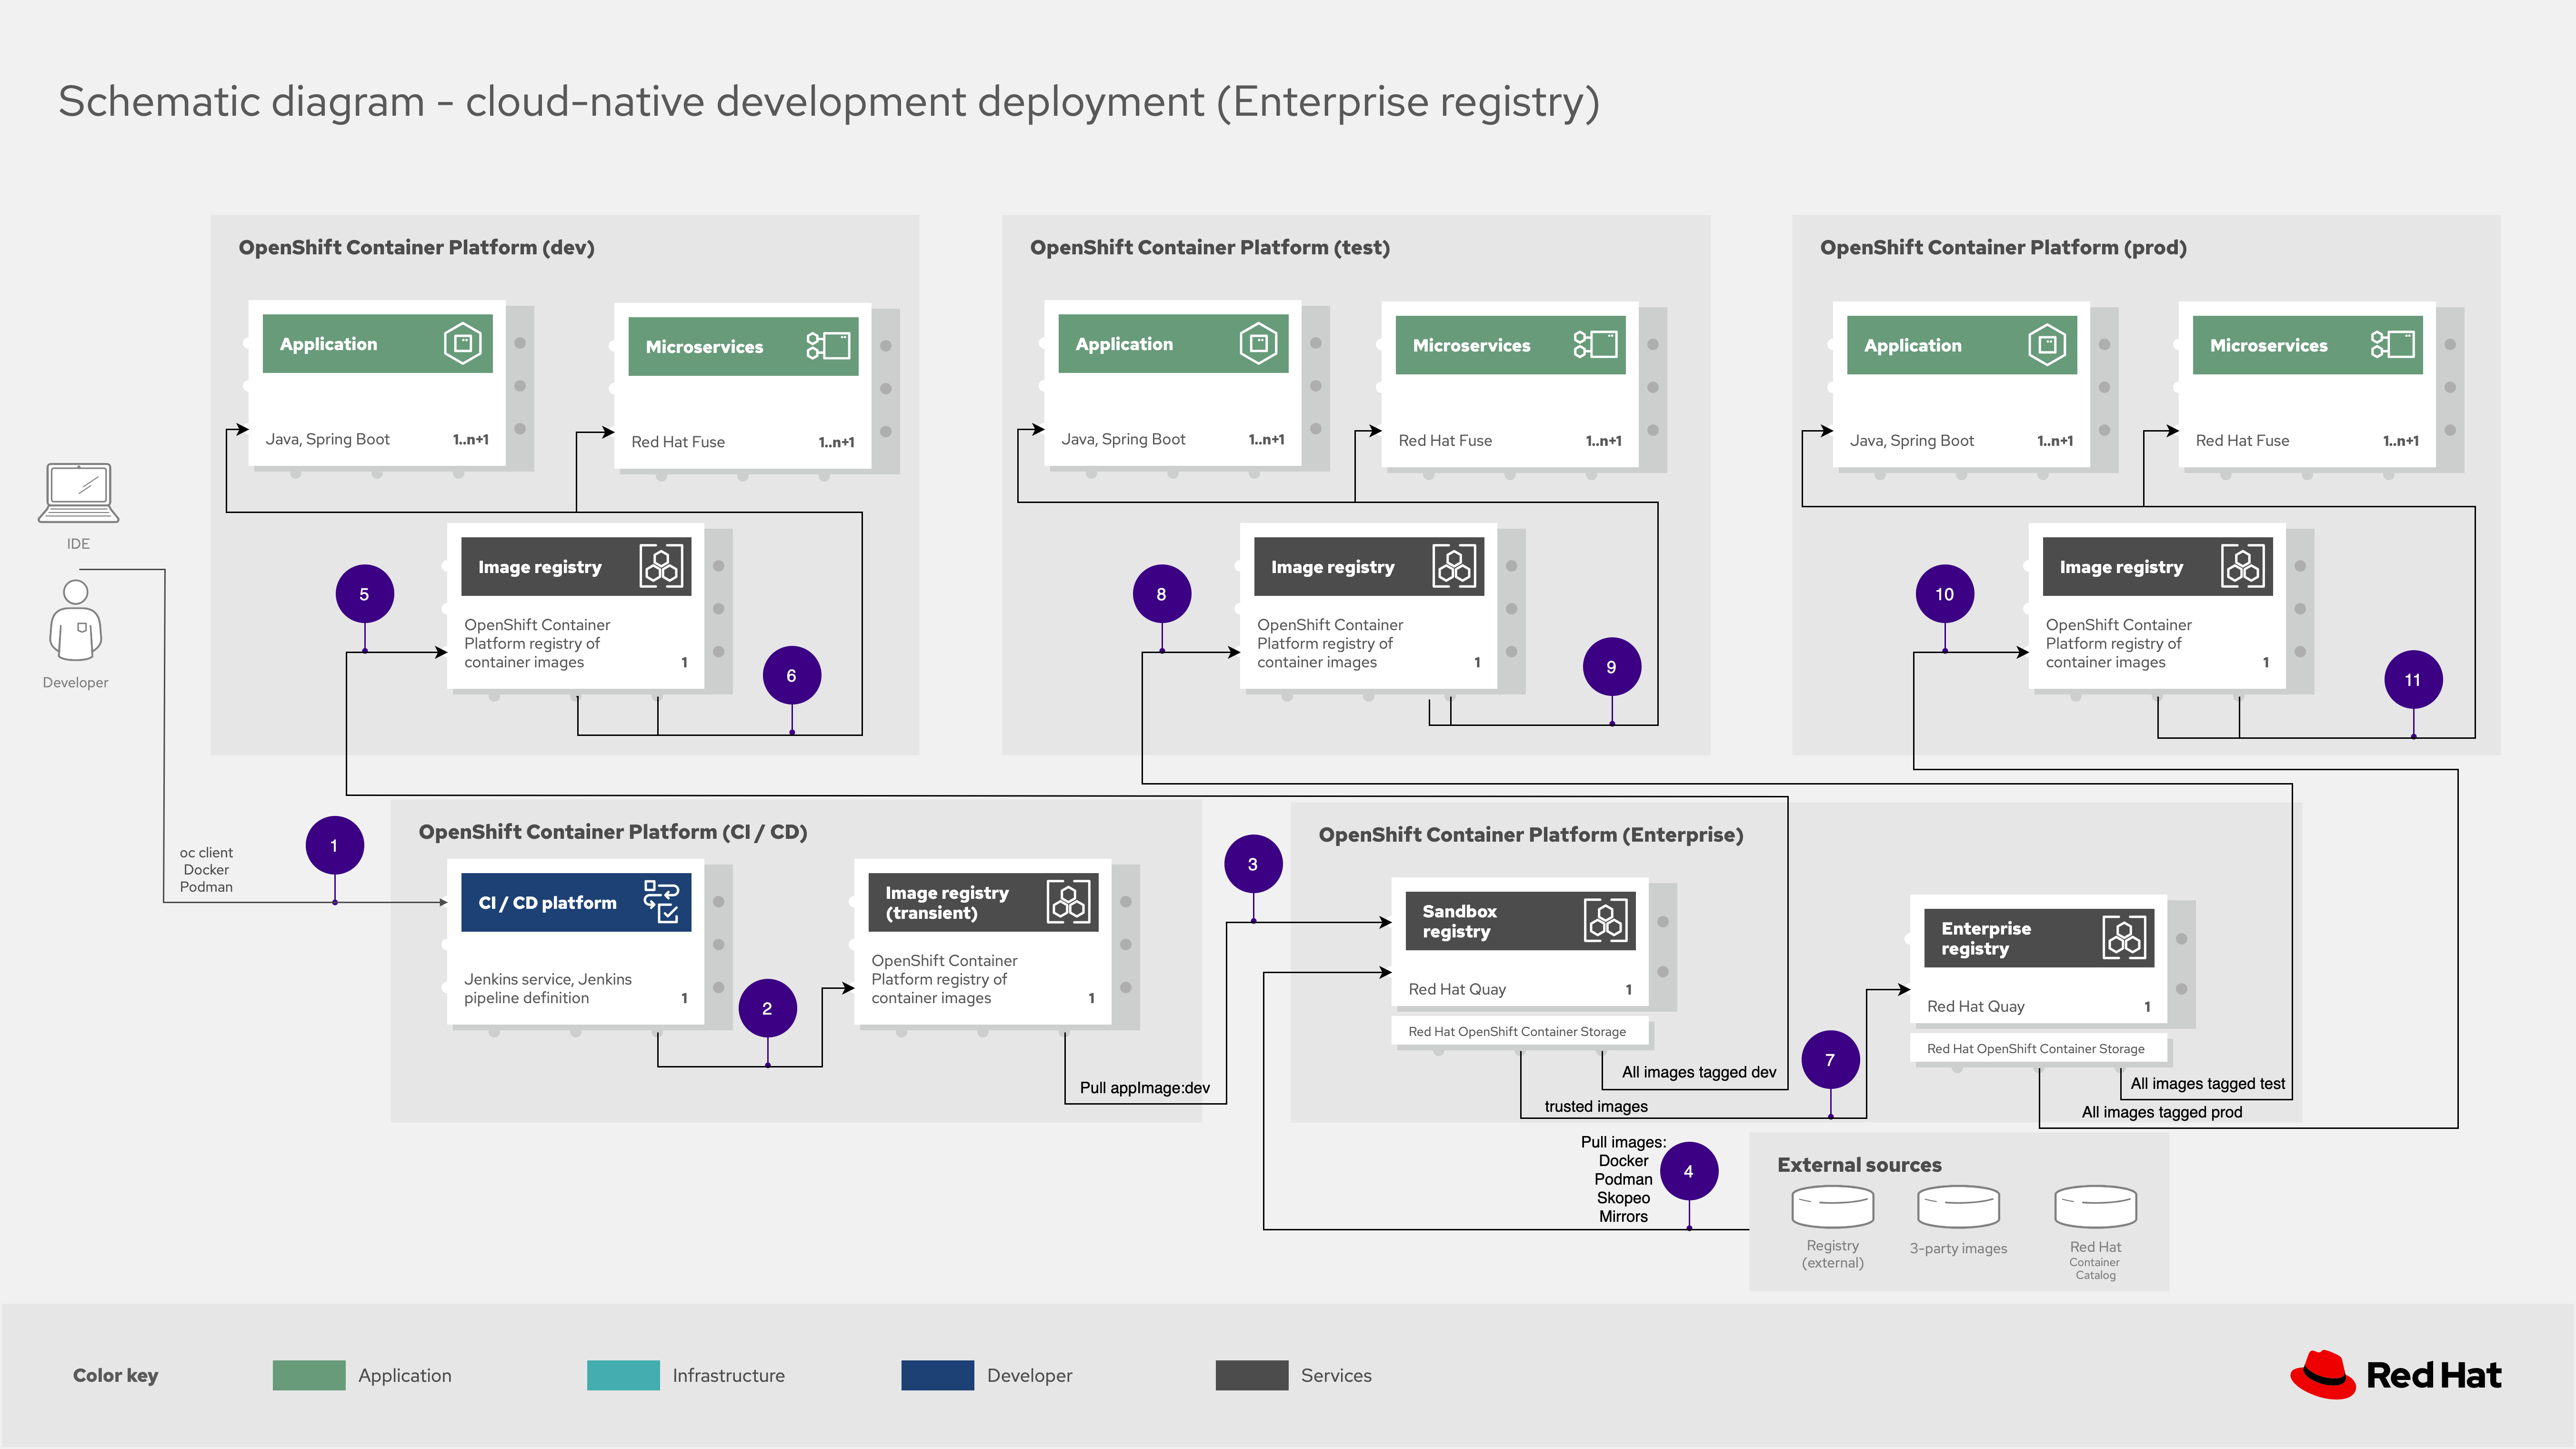 Schematic diagram - cloud-native development deployment (Enterprise registry)
OpenShift Container Platform (dev)
Application
Java, Spring Boot
1..n+1
Microservices
Red Hat Fuse
1..n+1
Image registry
OpenShift Container
Platform registry of
container images
1
5
6
OpenShift Container Platform (test)
Application
Java, Spring Boot
1..n+1
Microservices
Red Hat Fuse
1..n+1
Image registry
OpenShift Container
Platform registry of
container images
1
8
9
OpenShift Container Platform (prod)
Application
Java, Spring Boot
1..n+1
Microservices
Red Hat Fuse
1..n+1
Image registry
OpenShift Container
Platform registry of
container images
1
10
11
IDE
Developer
oc client
Docker
Podman
1
OpenShift Container Platform (CI / CD)
CI / CD platform
Jenkins service, Jenkins
pipeline definition
1
2
Image registry
(transient)
OpenShift Container
Platform registry of
container images
1
Pull appImage:dev
3
OpenShift Container Platform (Enterprise)
Sandbox
registry
Red Hat Quay
1
Red Hat OpenShift Container Storage
All images tagged dev
trusted images
7
Enterprise
registry
Red Hat Quay
1
Red Hat OpenShift Container Storage
All images tagged test
All images tagged prod
Pull images:
Docker
Podman
Skopeo
Mirrors
4
External sources
Registry
(external)
3-party images
Red Hat
Container
Catalog
Color key
Application
Infrastructure
Developer
Services
Red Hat